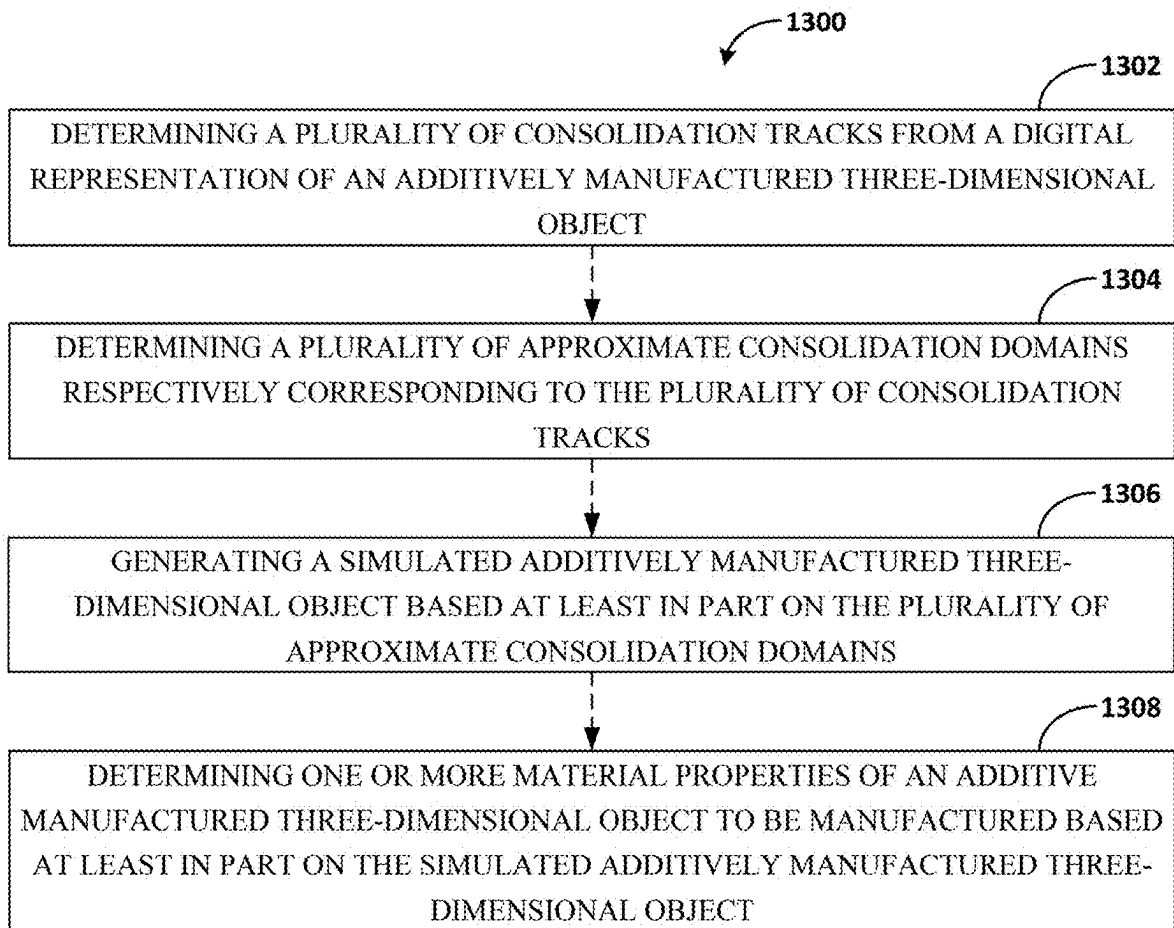 1300
1302
DETERMINING A PLURALITY OF CONSOLIDATION TRACKS FROM A DIGITAL
REPRESENTATION OF AN ADDITIVELY MANUFACTURED THREE-DIMENSIONAL
OBJECT
1304
DETERMINING A PLURALITY OF APPROXIMATE CONSOLIDATION DOMAINS
RESPECTIVELY CORRESPONDING TO THE PLURALITY OF CONSOLIDATION
TRACKS
1306
GENERATING A SIMULATED ADDITIVELY MANUFACTURED THREE-
DIMENSIONAL OBJECT BASED AT LEAST IN PART ON THE PLURALITY OF
APPROXIMATE CONSOLIDATION DOMAINS
1308
DETERMINING ONE OR MORE MATERIAL PROPERTIES OF AN ADDITIVE
MANUFACTURED THREE-DIMENSIONAL OBJECT TO BE MANUFACTURED BASED
AT LEAST IN PART ON THE SIMULATED ADDITIVELY MANUFACTURED THREE-
DIMENSIONAL OBJECT